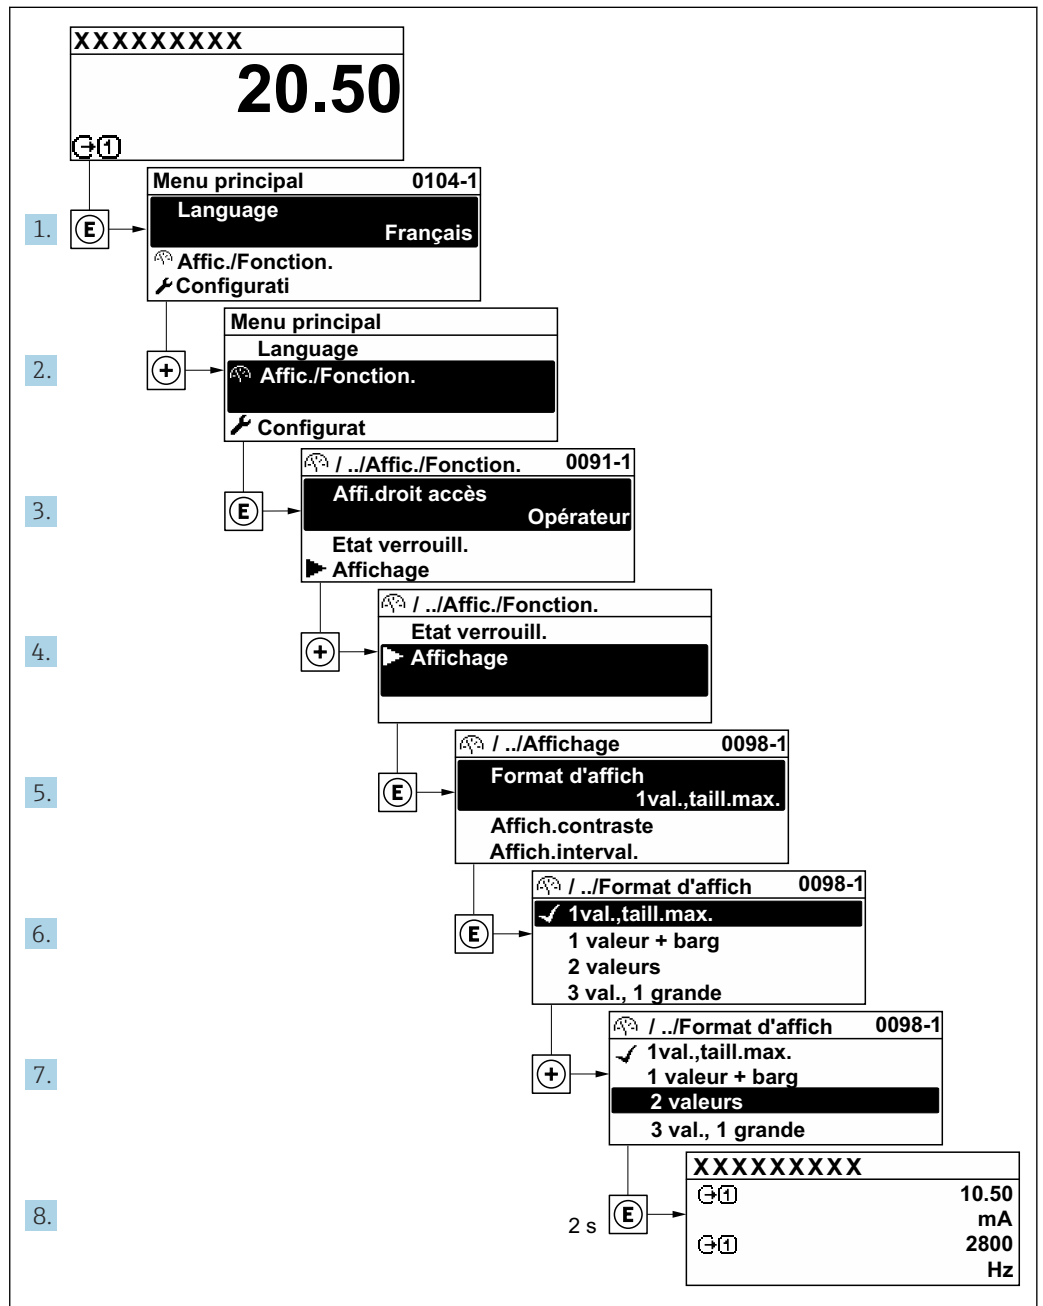 XXXXXXXXX
20.50
1
Menu principal 0104-1
Language
Français
1. E
Affic./Fonction.
Configurati
Menu principal
Language
2. + Affic./Fonction.
Configurat
/ ../Affic./Fonction. 0091-1
Affi.droit accès
3. E Opérateur
Etat verrouill.
Affichage
/ ../Affic./Fonction.
Etat verrouill.
4. + Affichage
/ ../Affichage 0098-1
Format d'affich
5. E 1val.,taill.max.
Affich.contraste
Affich.interval.
/ ../Format d'affich 0098-1
1val.,taill.max.
6. E 1 valeur + barg
2 valeurs
3 val., 1 grande
/ ../Format d'affich 0098-1
1val.,taill.max.
7. + 1 valeur + barg
2 valeurs
3 val., 1 grande
XXXXXXXXX
1 10.50
8. 2 s E mA
1 2800
Hz